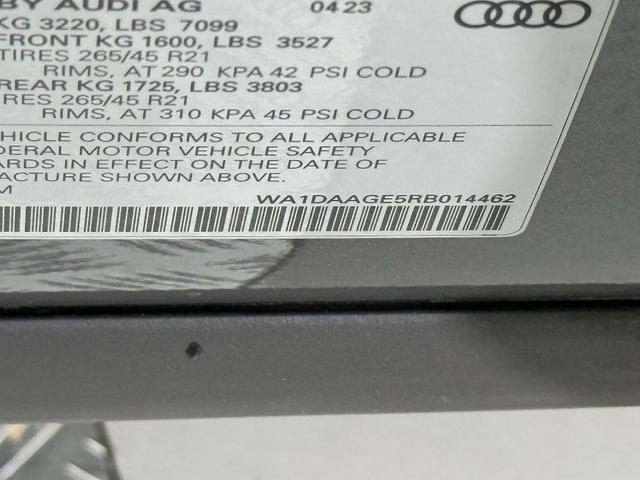 BY AUDI AG 04 23
KG 3220, LBS 7099
FRONT KG 1600, LBS 3527
TIRES 265/45 R21
RIMS, AT 290 KPA 42 PSI COLD
REAR KG 1725, LBS 3803
RES 265/45 R21
RIMS, AT 310 KPA 45 PSI COLD
EHICLE CONFORMS TO ALL APPLICABLE
DERAL MOTOR VEHICLE SAFETY
ARDS IN EFFECT ON THE DATE OF
ACTURE SHOWN ABOVE.
WA1DAAGE5RB014462